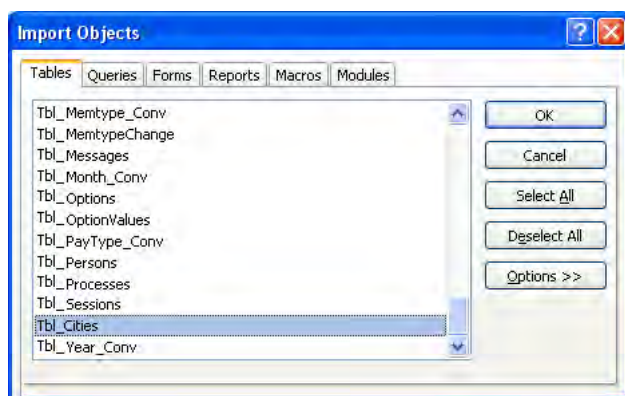 Import Objects
Tables Queries Forms Reports Macros Modules
Tbl_Memtype_Conv
Tbl_MemtypeChange
Tbl_Messages
Tbl_Month_Conv
Tbl_Options
Tbl_OptionValues
Tbl_PayType_Conv
Tbl_Persons
Tbl_Processes
Tbl_Sessions
Tbl_Cities
Tbl_Year_Conv
OK
Cancel
Select All
Deselect All
Options >>